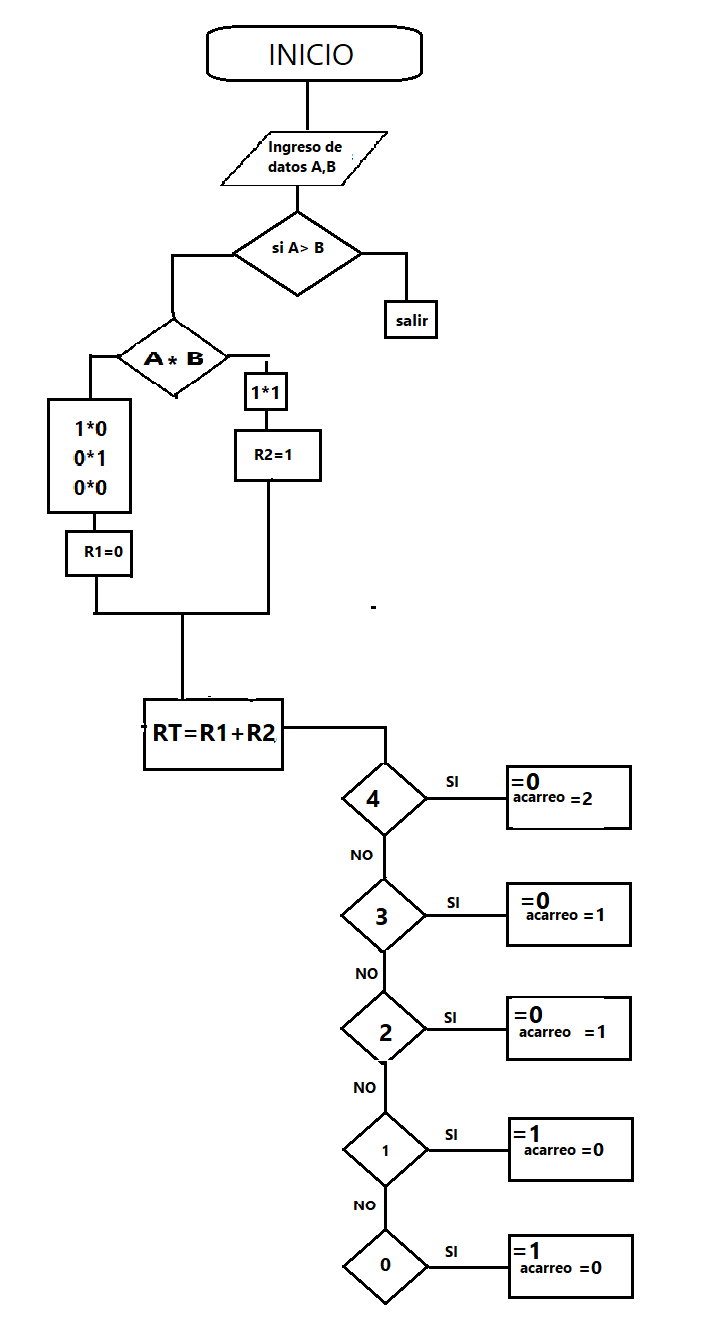 INICIO
Ingreso de
datos A,B
si A> B
salir
A * B
1*0
0*1
0*0
1*1
R2=1
R1=0
RT=R1+R2
4
SI
=0
acarreo =2
NO
3
SI
=0
acarreo =1
NO
2
SI
=0
acarreo =1
NO
1
SI
=1
acarreo =0
NO
0
SI
=1
acarreo =0